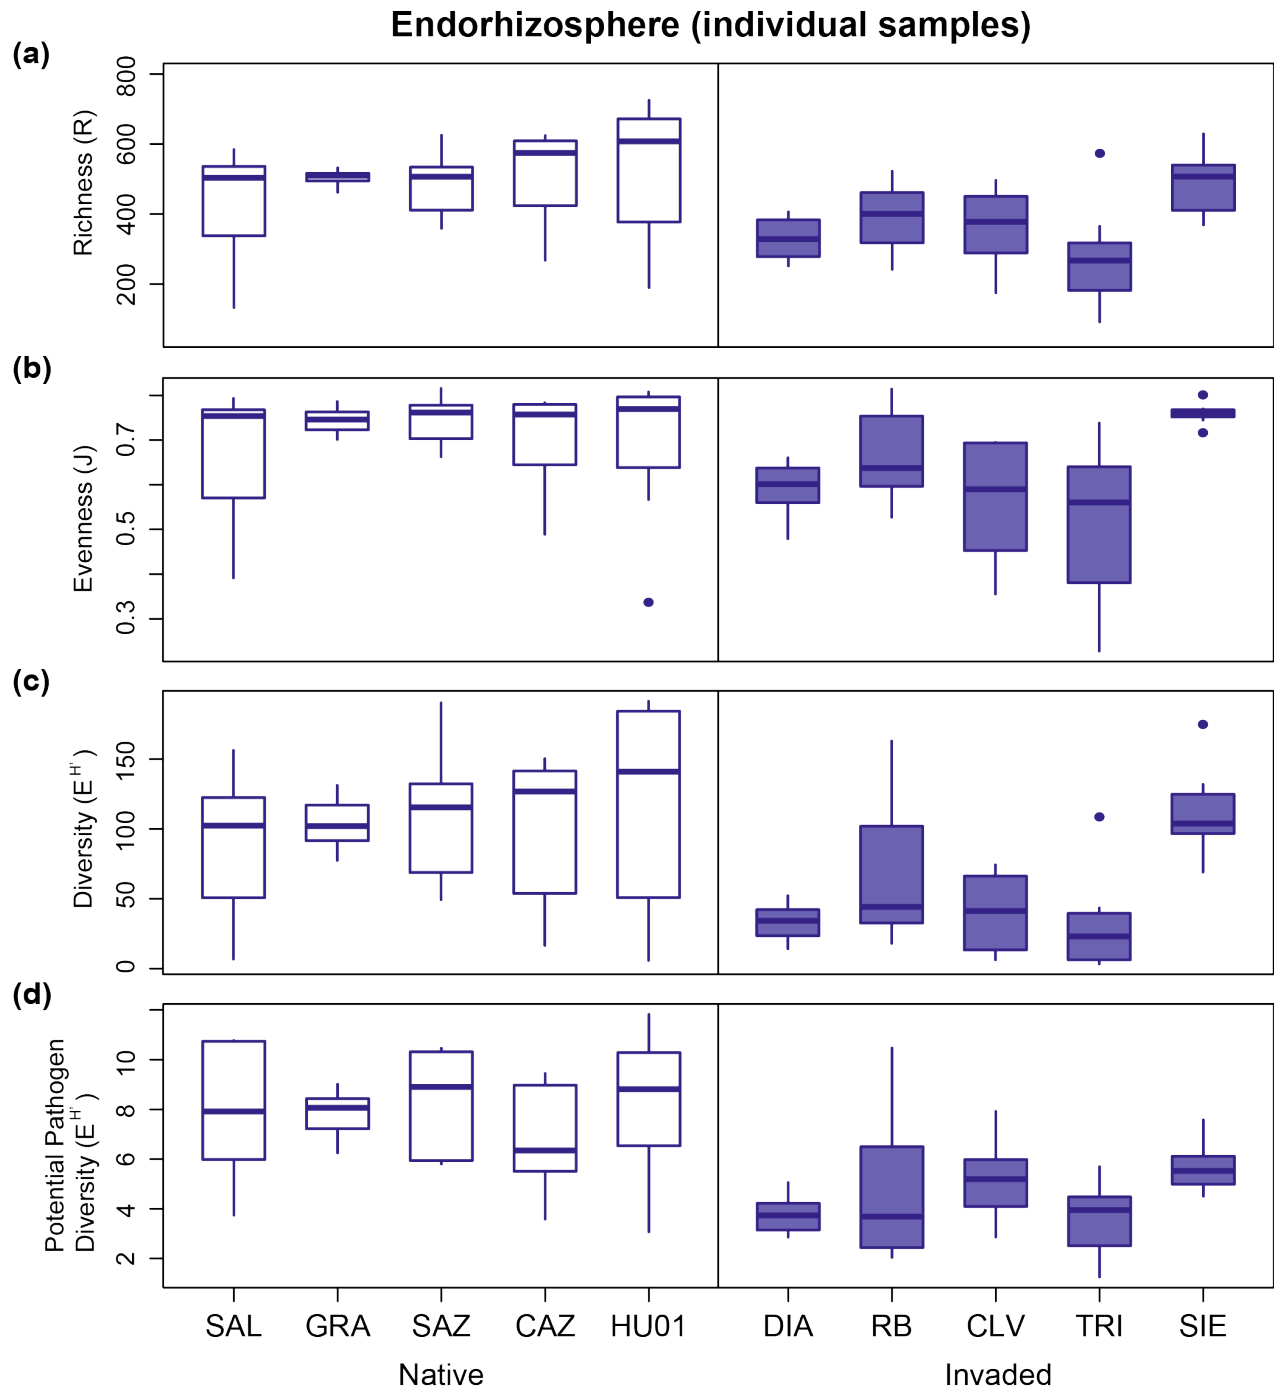 Endorhizosphere (individual samples)
(a)
Richness (R)
800
600
400
200
(b)
Evenness (J)
0.7
0.5
0.3
(c)
Diversity (E^H')
150
100
50
0
(d)
Potential Pathogen
Diversity (E^H')
10
8
6
4
2
SAL GRA SAZ CAZ HU01 DIA RB CLV TRI SIE
Native Invaded